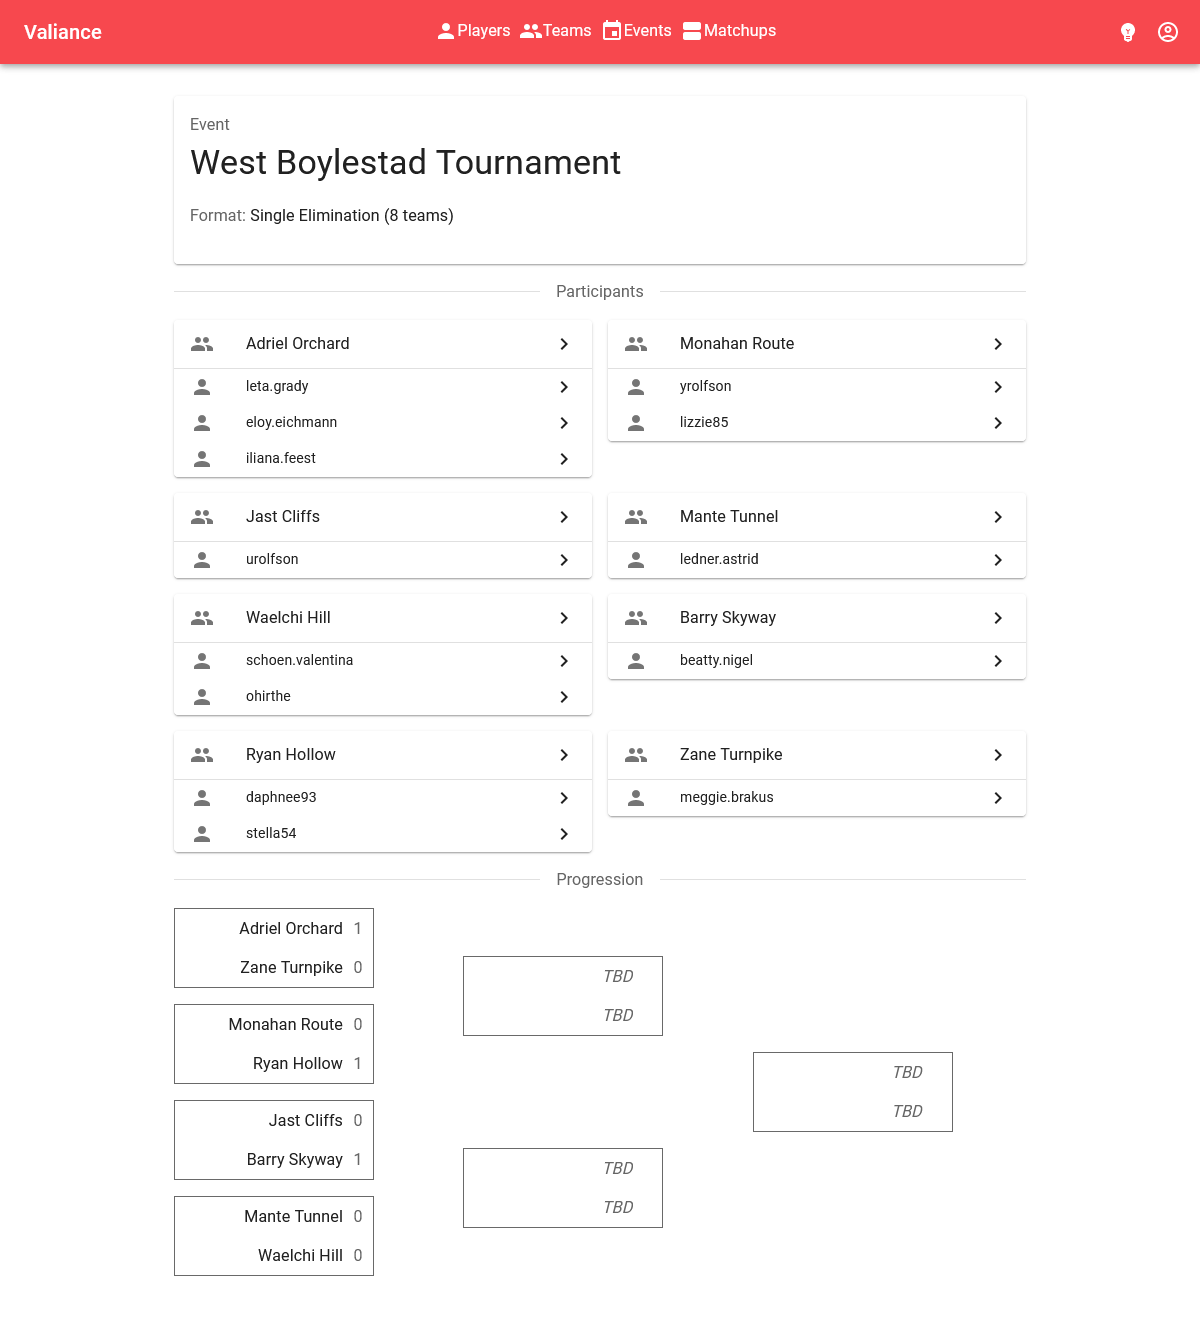 Valiance
Players Teams Events Matchups
Event
West Boylestad Tournament
Format: Single Elimination (8 teams)
Participants
Adriel Orchard
leta.grady
eloy.eichmann
iliana.feest
Monahan Route
yrolfson
lizzie85
Jast Cliffs
urolfson
Mante Tunnel
ledner.astrid
Waelchi Hill
schoen.valentina
ohirthe
Barry Skyway
beatty.nigel
Ryan Hollow
daphnee93
stella54
Zane Turnpike
meggie.brakus
Progression
Adriel Orchard 1
Zane Turnpike 0
Monahan Route 0
Ryan Hollow 1
Jast Cliffs 0
Barry Skyway 1
Mante Tunnel 0
Waelchi Hill 0
TBD
TBD
TBD
TBD
TBD
TBD